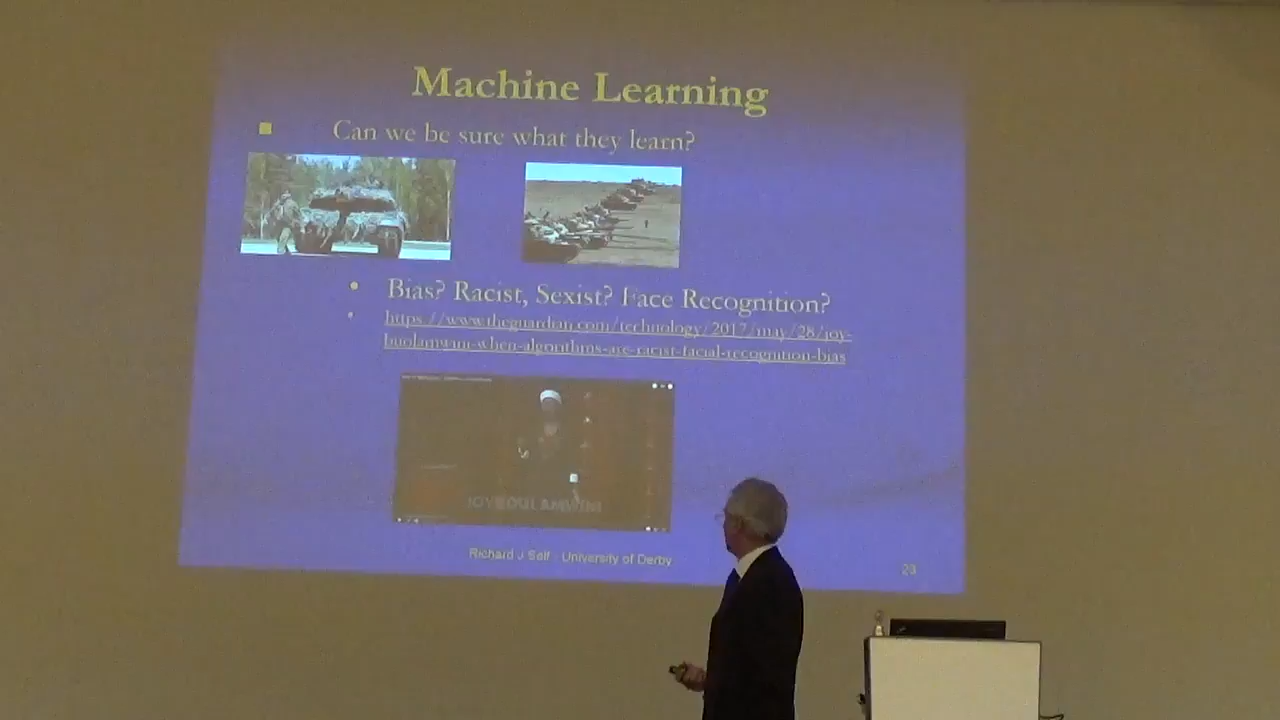 Machine Learning
Can we be sure what they learn?
Bias? Racist, Sexist? Face Recognition?
https://www.theguardian.com/technology/2017/may/28/joy-
buolamwini-when-algorithms-are-racist-facial-recognition-bias
Richard J Self - University of Derby
23